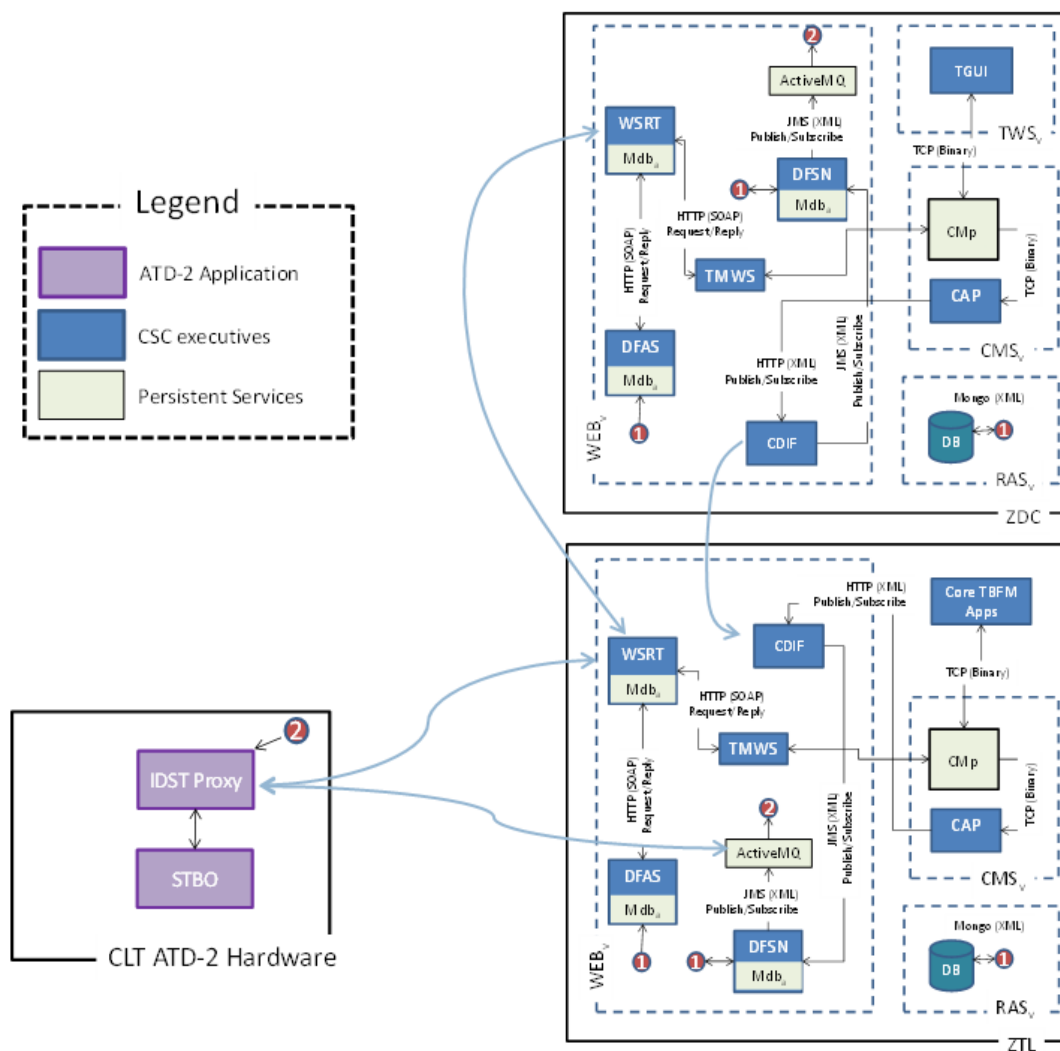 Legend
ATD-2 Application
CSC executives
Persistent Services
2
ActiveMQ
JMS (XML)
Publish/Subscribe
WSRT
Mdba
DFSN
Mdba
1
HTTP (SOAP)
Request/Reply
HTTP (SOAP)
Request/Reply
TMWS
DFAS
Mdba
1
HTTP (XML)
Publish/Subscribe
JMS (XML)
Publish/Subscribe
CDIF
WEBv
TGUI
TWSv
TCP (Binary)
CMp
TCP (Binary)
CAP
CMSv
Mongo (XML)
DB
1
RASv
ZDC
HTTP (XML)
Publish/Subscribe
CDIF
WSRT
Mdba
HTTP (SOAP)
Request/Reply
TMWS
HTTP (SOAP)
Request/Reply
JMS (XML)
Publish/Subscribe
2
ActiveMQ
JMS (XML)
Publish/Subscribe
DFAS
Mdba
1
1
DFSN
Mdba
WEBv
Core TBFM
Apps
TCP (Binary)
CMp
TCP (Binary)
CAP
CMSv
Mongo (XML)
DB
1
RASv
ZTL
2
IDST Proxy
STBO
CLT ATD-2 Hardware